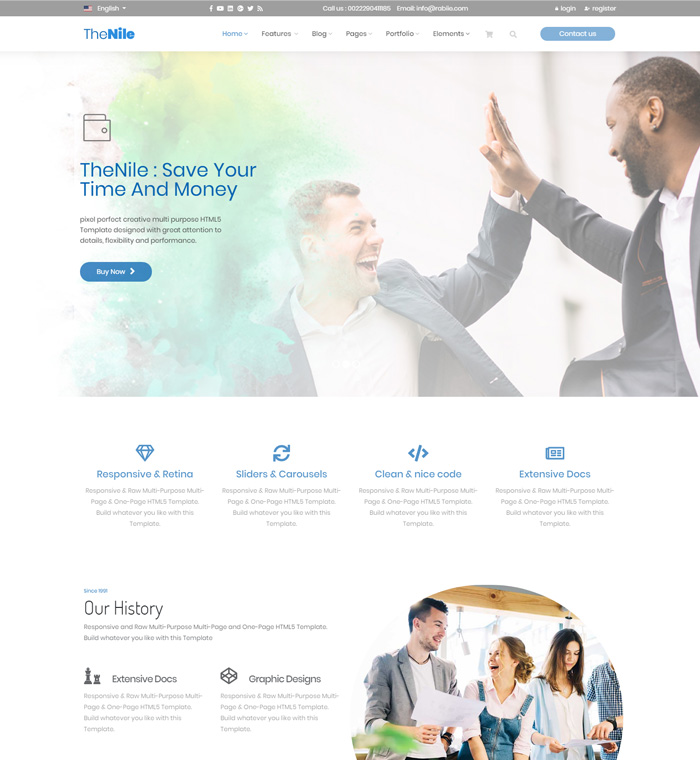 English Call us : 0022290411885 Email: info@rabiie.com login register
TheNile Home Features Blog Pages Portfolio Elements Contact us
TheNile : Save Your
Time And Money
pixel perfect creative multi purpose HTML5
Template designed with great attention to
details, flexibility and performance.
Buy Now
Responsive & Retina Sliders & Carousels Clean & nice code Extensive Docs
Responsive & Raw Multi-Purpose Multi- Responsive & Raw Multi-Purpose Multi- Responsive & Raw Multi-Purpose Multi- Responsive & Raw Multi-Purpose Multi-
Page & One-Page HTML5 Template. Page & One-Page HTML5 Template. Page & One-Page HTML5 Template. Page & One-Page HTML5 Template.
Build whatever you like with this Build whatever you like with this Build whatever you like with this Build whatever you like with this
Template. Template. Template. Template.
Since 1991
Our History
Responsive and Raw Multi-Purpose Multi-Page and One-Page HTML5 Template.
Build whatever you like with this Template
Extensive Docs Graphic Designs
Responsive & Raw Multi-Purpose Multi- Responsive & Raw Multi-Purpose Multi-
Page & One-Page HTML5 Template. Page & One-Page HTML5 Template.
Build whatever you like with this Build whatever you like with this
Template. Template.